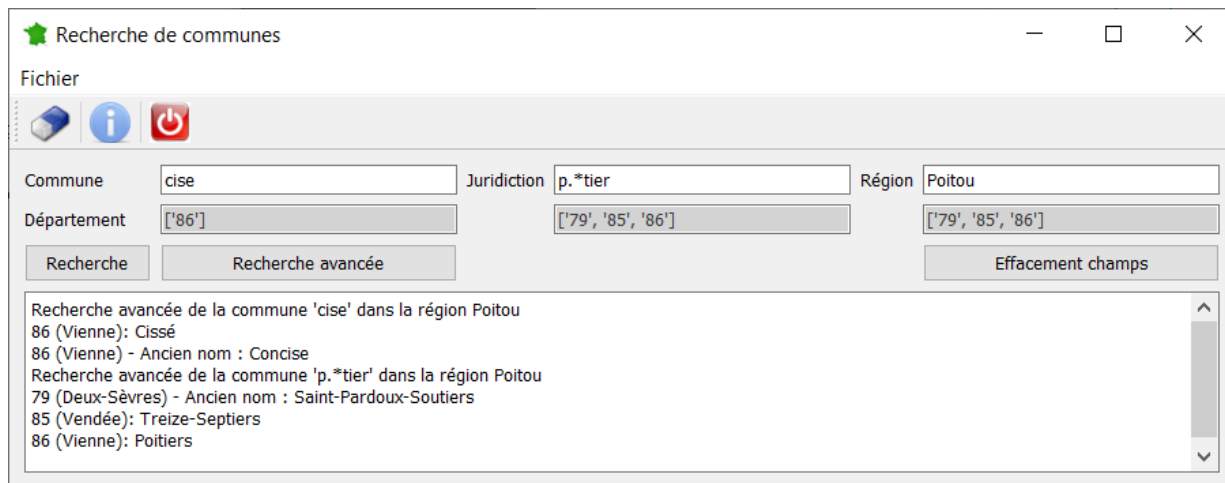 Recherche de communes
Fichier
Commune cise Juridiction p.*tier Région Poitou
Département ['86'] ['79', '85', '86'] ['79', '85', '86']
Recherche Recherche avancée Effacement champs
Recherche avancée de la commune 'cise' dans la région Poitou
86 (Vienne): Cissé
86 (Vienne) - Ancien nom : Concise
Recherche avancée de la commune 'p.*tier' dans la région Poitou
79 (Deux-Sèvres) - Ancien nom : Saint-Pardoux-Soutiers
85 (Vendée): Treize-Septiers
86 (Vienne): Poitiers